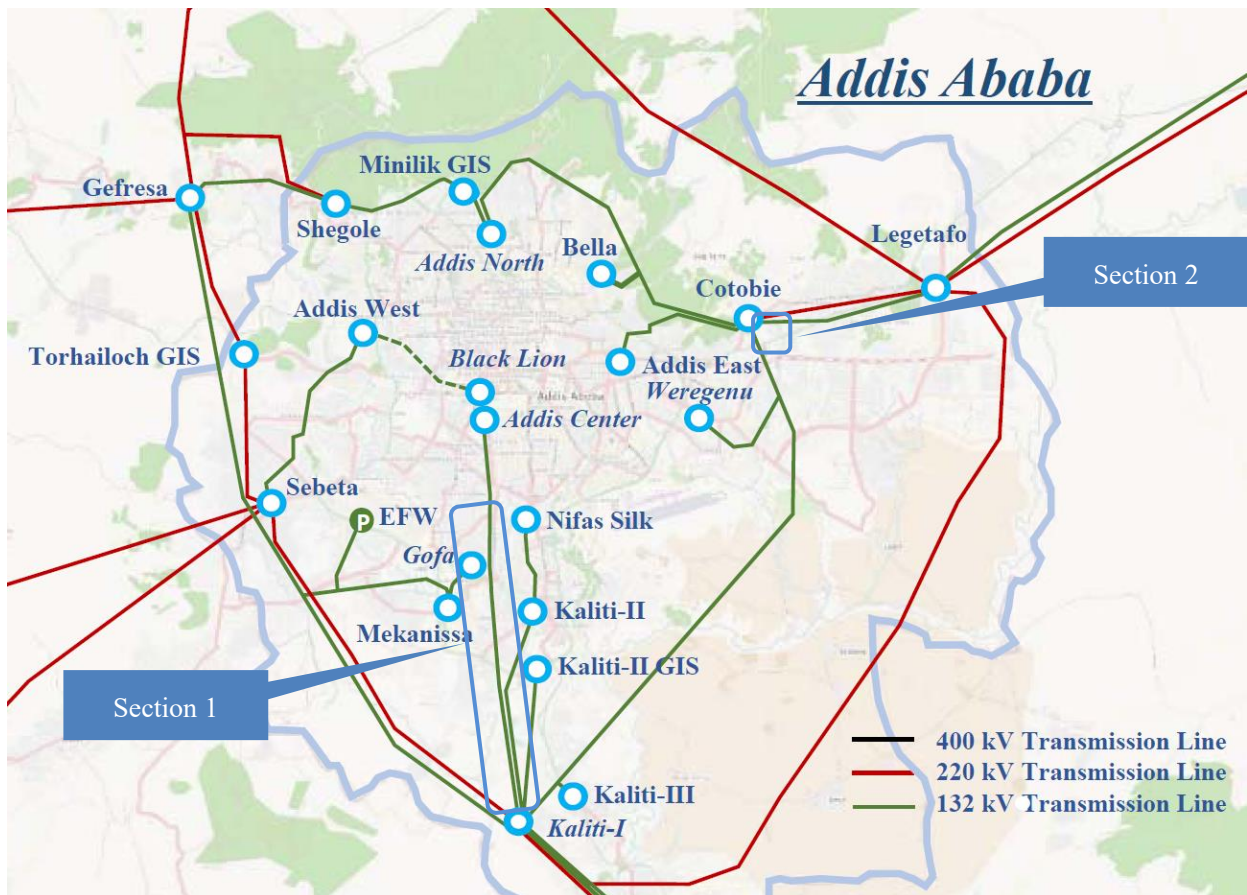 Addis Ababa
Minilik GIS
Gefresa
Shegole
Addis North
Bella
Legetafo
Section 2
Cotobie
Addis West
Torhailoch GIS
Black Lion
Addis Ababa
Addis East
Weregenu
Addis Center
Sebeta
EFW
P
Nifas Silk
Gofa
Kaliti-II
Mekanissa
Kaliti-II GIS
Section 1
400 kV Transmission Line
220 kV Transmission Line
132 kV Transmission Line
Kaliti-III
Kaliti-I